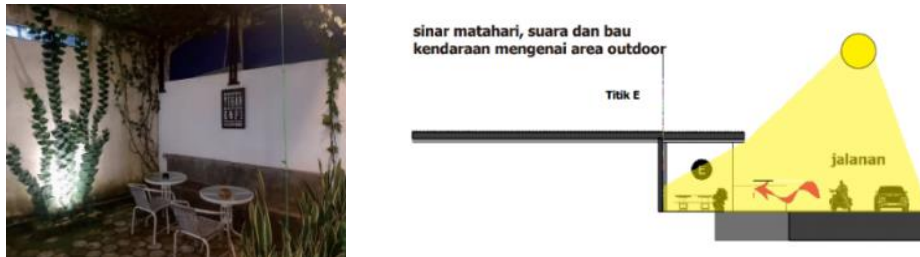 sinar matahari, suara dan bau
kendaraan mengenai area outdoor
Titik E
E
jalanan